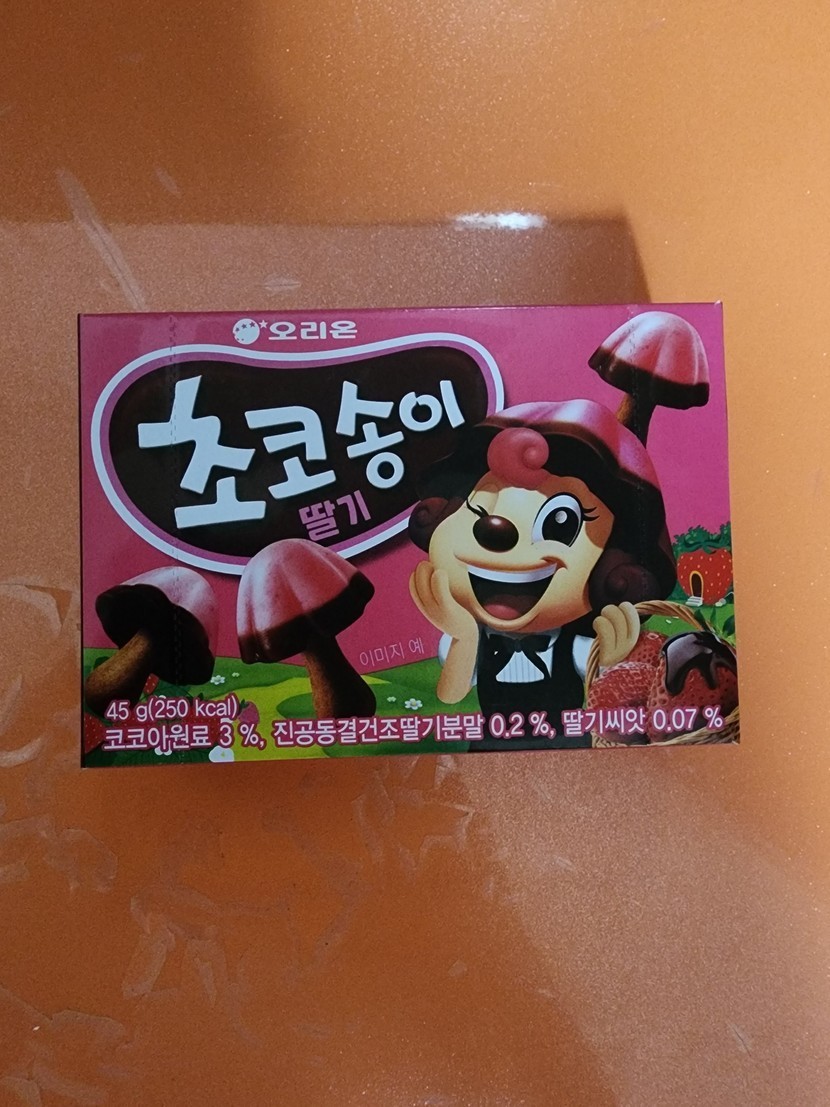 오리온
초코송이
딸기
이미지 예
45 g(250 kcal)
코코아원료 3 %, 진공동결건조딸기분말 0.2 %, 딸기씨앗 0.07 %